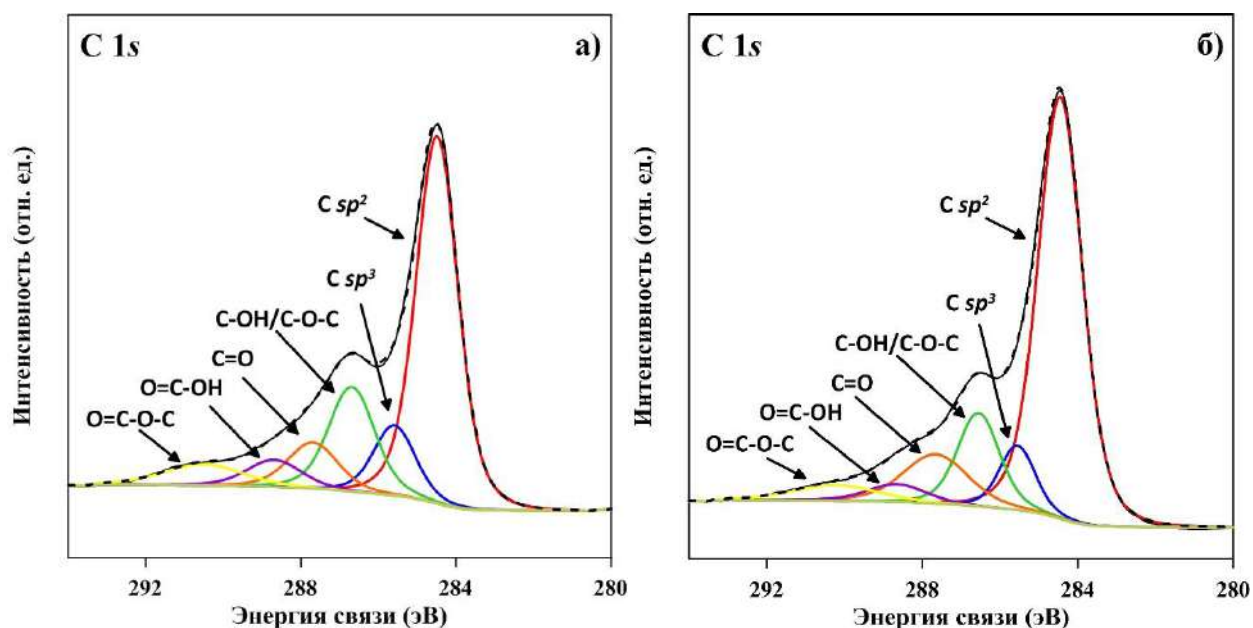 C 1s
а)
C sp²
C sp³
C-OH/C-O-C
C=O
O=C-OH
O=C-O-C
Интенсивность (отн. ед.)
292
288
284
280
Энергия связи (эВ)
C 1s
б)
C sp²
C sp³
C-OH/C-O-C
C=O
O=C-OH
O=C-O-C
Интенсивность (отн. ед.)
292
288
284
280
Энергия связи (эВ)